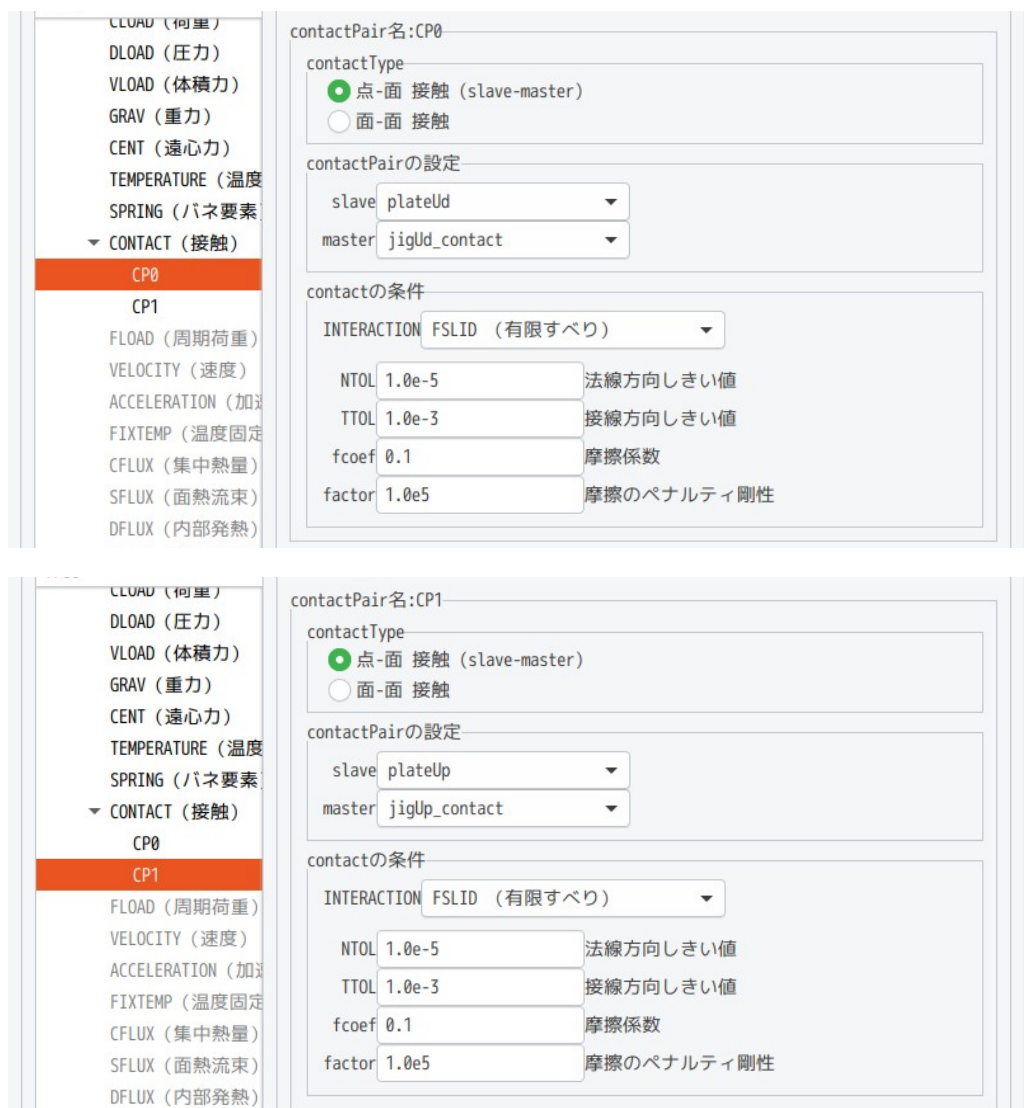 CLOAD (荷重)
DLOAD (圧力)
VLOAD (体積力)
GRAV (重力)
CENT (遠心力)
TEMPERATURE (温度
SPRING (バネ要素
CONTACT (接触)
CP0
CP1
FLOAD (周期荷重)
VELOCITY (速度)
ACCELERATION (加速
FIXTEMP (温度固定
CFLUX (集中熱量)
SFLUX (面熱流束)
DFLUX (内部発熱)
contactPair名:CP0
contactType
点-面 接触 (slave-master)
面-面 接触
contactPairの設定
slave plateUd
master jigUd_contact
contactの条件
INTERACTION FSLID (有限すべり)
NTOL 1.0e-5 法線方向しきい値
TTOL 1.0e-3 接線方向しきい値
fcoef 0.1 摩擦係数
factor 1.0e5 摩擦のペナルティ剛性
CLOAD (荷重)
DLOAD (圧力)
VLOAD (体積力)
GRAV (重力)
CENT (遠心力)
TEMPERATURE (温度
SPRING (バネ要素
CONTACT (接触)
CP0
CP1
FLOAD (周期荷重)
VELOCITY (速度)
ACCELERATION (加速
FIXTEMP (温度固定
CFLUX (集中熱量)
SFLUX (面熱流束)
DFLUX (内部発熱)
contactPair名:CP1
contactType
点-面 接触 (slave-master)
面-面 接触
contactPairの設定
slave plateUp
master jigUp_contact
contactの条件
INTERACTION FSLID (有限すべり)
NTOL 1.0e-5 法線方向しきい値
TTOL 1.0e-3 接線方向しきい値
fcoef 0.1 摩擦係数
factor 1.0e5 摩擦のペナルティ剛性